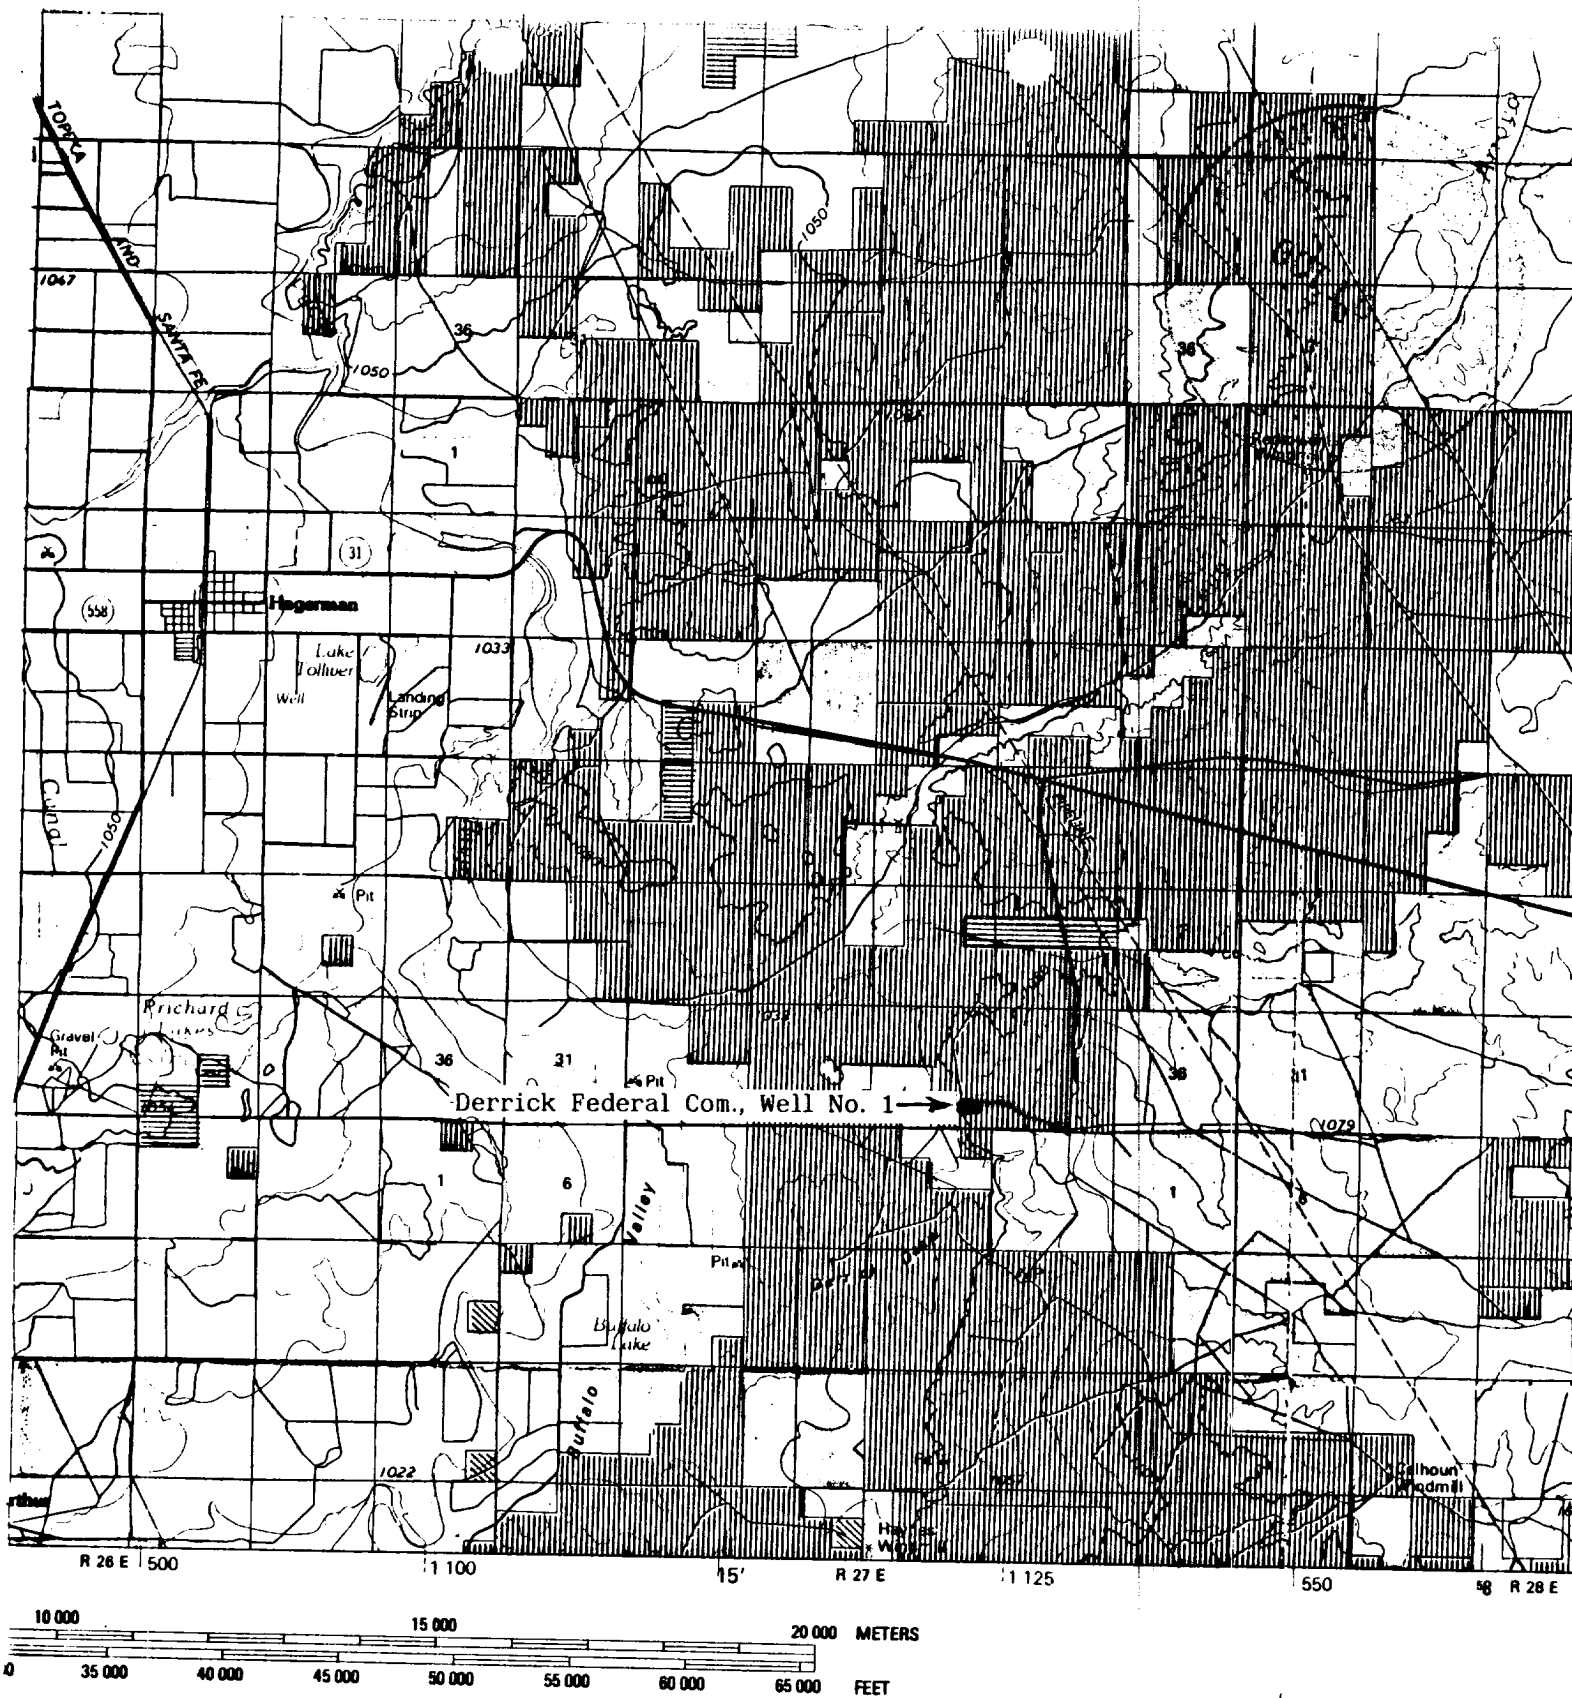 TOPEKA
AND
SANTA FE
1047
1050
36
1050
36
1
31
558
Hagerman
Lake
Tolliver
Well
1033
Landing
Strip
Canal
1050
Pit
Prichard
Lakes
Gravel
Pit
36
31
Pit
36
31
Derrick Federal Com., Well No. 1
1079
1
6
1
Valley
Pit
Buffalo
Lake
Buffalo
1022
1057
Calhoun
Windmill
R 26 E
500
1 100
15'
R 27 E
1 125
550
R 28 E
10 000
15 000
20 000 METERS
35 000
40 000
45 000
50 000
55 000
60 000
65 000
FEET